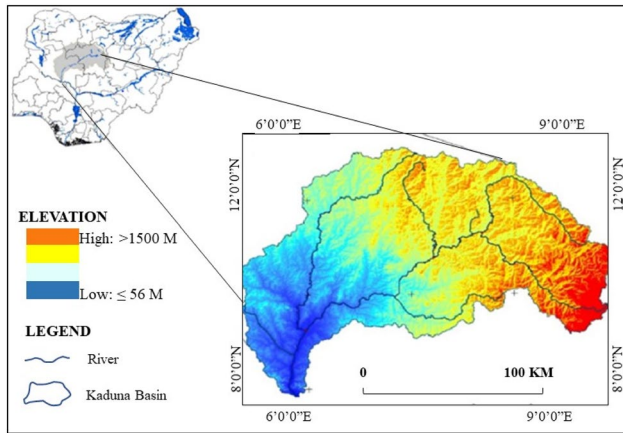 6°0'0"E 9°0'0"E
12°0'0"N 12°0'0"N
ELEVATION
High: >1500 M
Low: ≤ 56 M
LEGEND
River
Kaduna Basin
8°0'0"N 8°0'0"N
0 100 KM
6°0'0"E 9°0'0"E